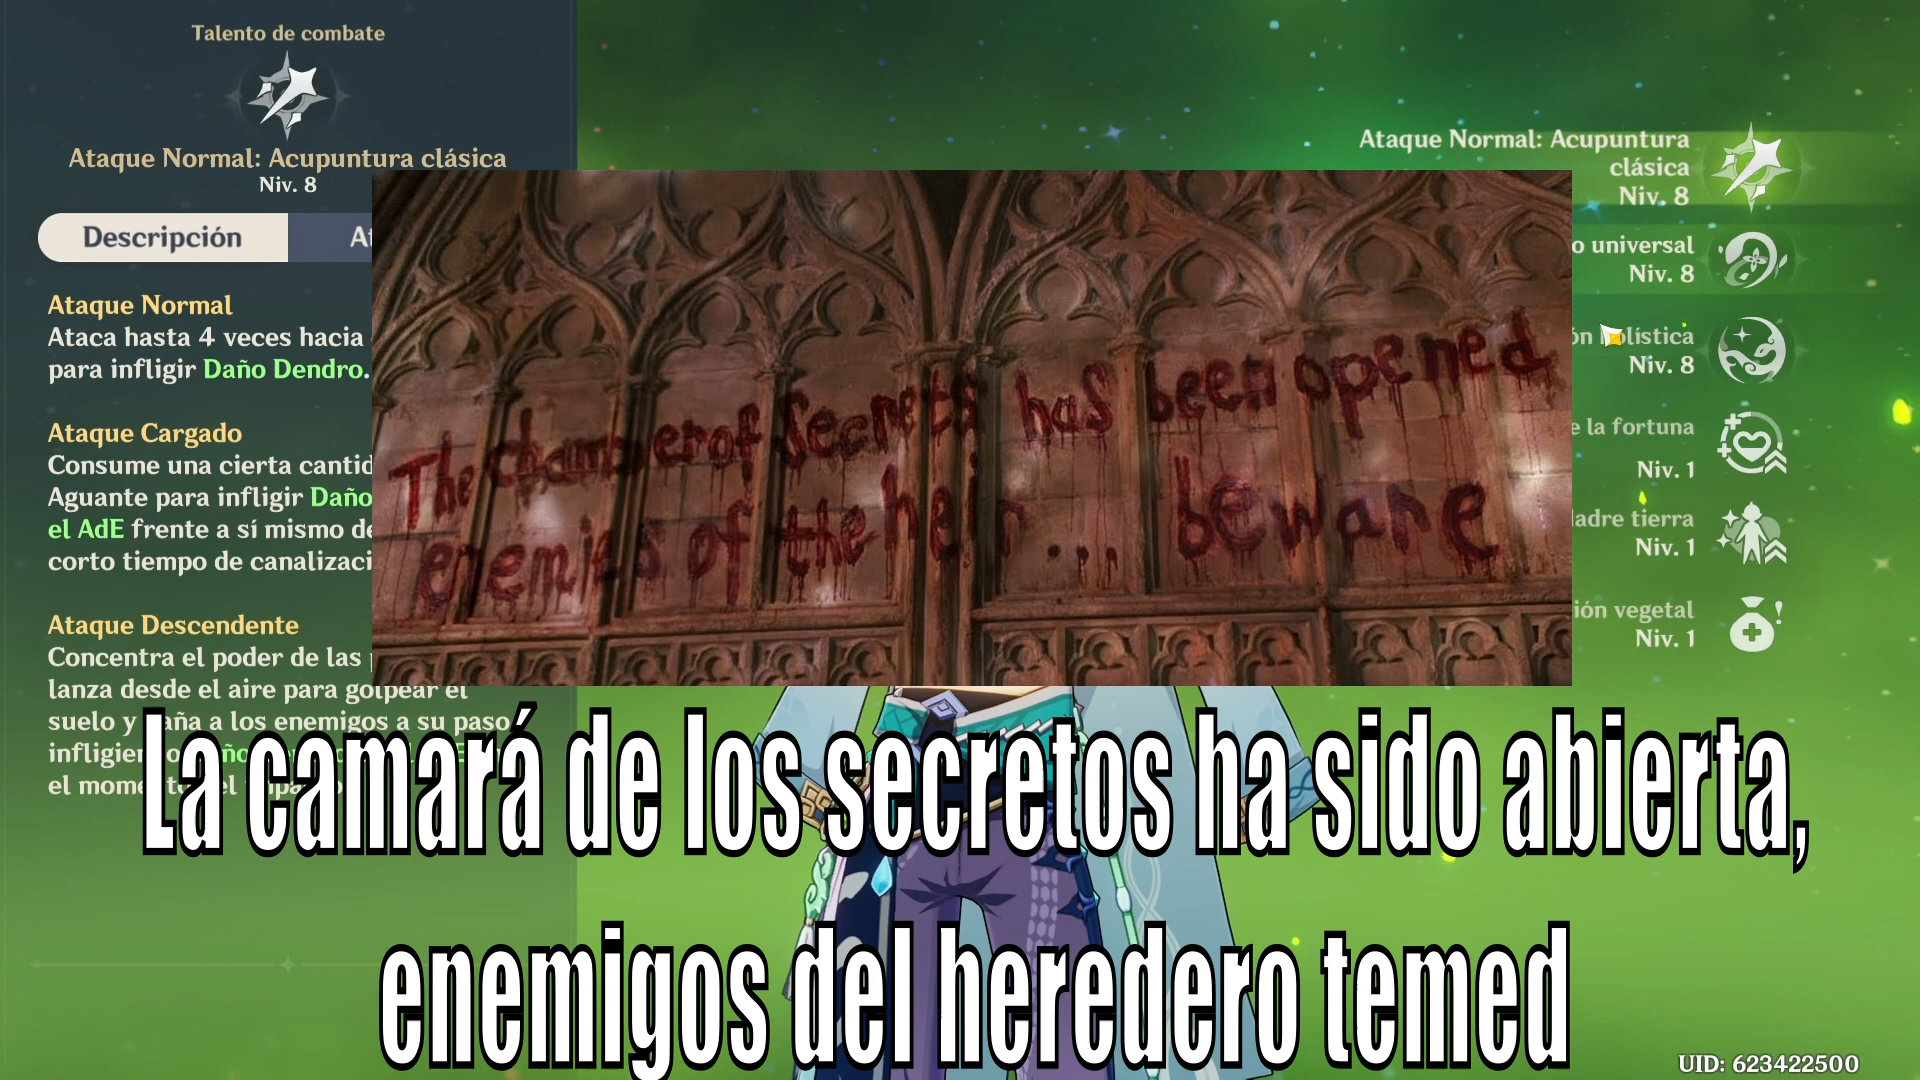 Talento de combate
Ataque Normal: Acupuntura clásica
Niv. 8
Descripción
Ataque Normal
Ataca hasta 4 veces hacia
para infligir Daño Dendro.
Ataque Cargado
Consume una cierta
Aguante para infligir Daño
el AdE frente a sí mismo
corto tiempo de
Ataque Descendente
Concentra el poder de las
lanza desde el aire para golpear el
suelo y a los enemigos a su paso
el
The chamber of Secrets has been opened
enemies of the heir ... beware
La camará de los secretos ha sido abierta,
enemigos del heredero temed
Ataque Normal: Acupuntura
clásica
Niv. 8
universal
Niv. 8
Niv. 8
la fortuna
Niv. 1
tierra
Niv. 1
vegetal
Niv. 1
UID: 623422500